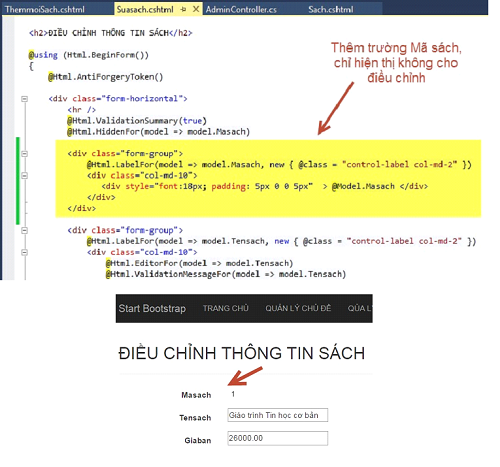 ThemmoiSach.cshtml Suasach.cshtml AdminController.cs Sach.cshtml
<h2>ĐIỀU CHỈNH THÔNG TIN SÁCH</h2>
@using (Html.BeginForm())
{
@Html.AntiForgeryToken()
<div class="form-horizontal">
<hr />
@Html.ValidationSummary(true)
@Html.HiddenFor(model => model.Masach)
Thêm trường Mã sách,
chỉ hiện thị không cho
điều chỉnh
<div class="form-group">
@Html.LabelFor(model => model.Masach, new { @class = "control-label col-md-2" })
<div class="col-md-10">
<div style="font:18px; padding: 5px 0 0 5px" > @Model.Masach </div>
</div>
</div>
<div class="form-group">
@Html.LabelFor(model => model.Tensach, new { @class = "control-label col-md-2" })
<div class="col-md-10">
@Html.EditorFor(model => model.Tensach)
@Html.ValidationMessageFor(model => model.Tensach)
Start Bootstrap TRANG CHỦ QUẢN LÝ CHỦ ĐỀ QỦA LÝ
ĐIỀU CHỈNH THÔNG TIN SÁCH
Masach 1
Tensach Giáo trình Tin học cơ bản
Giaban 26000.00